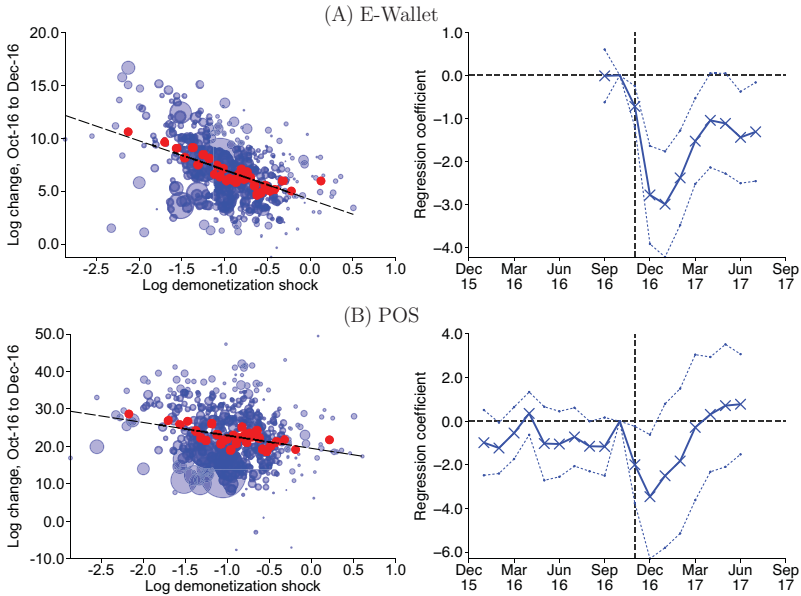 (A) E-Wallet
Log change, Oct-16 to Dec-16
20.0
15.0
10.0
5.0
0.0
-2.5 -2.0 -1.5 -1.0 -0.5 0.0 0.5 1.0
Log demonetization shock
Regression coefficient
1.0
0.0
−1.0
−2.0
−3.0
−4.0
Dec Mar Jun Sep Dec Mar Jun Sep
15 16 16 16 16 17 17 17
(B) POS
Log change, Oct-16 to Dec-16
50.0
40.0
30.0
20.0
10.0
0.0
-10.0
-2.5 -2.0 -1.5 -1.0 -0.5 0.0 0.5 1.0
Log demonetization shock
Regression coefficient
4.0
2.0
0.0
−2.0
−4.0
−6.0
Dec Mar Jun Sep Dec Mar Jun Sep
15 16 16 16 16 17 17 17